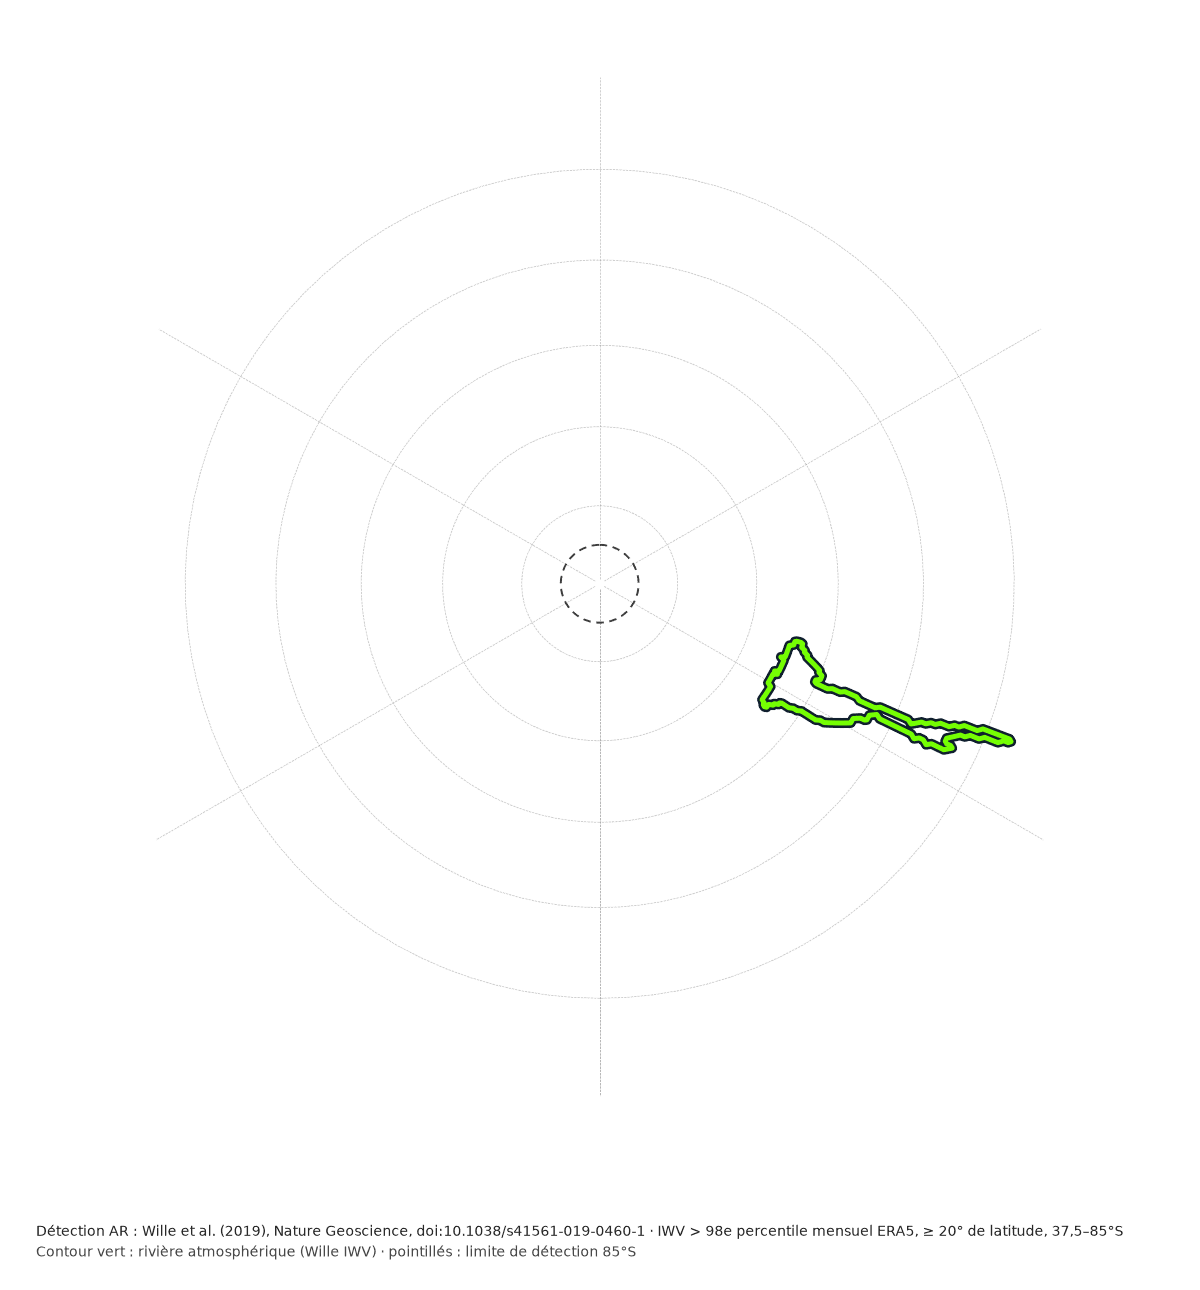 Détection AR : Wille et al. (2019), Nature Geoscience, doi:10.1038/s41561-019-0460-1 · IWV > 98e percentile mensuel ERA5, ≥ 20° de latitude, 37,5–85°S
Contour vert : rivière atmosphérique (Wille IWV) · pointillés : limite de détection 85°S